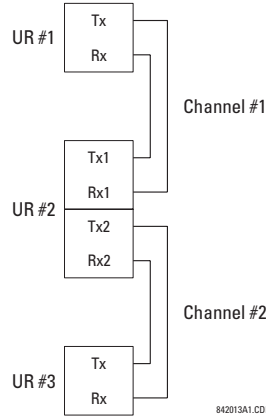 UR #1
Tx
Rx
Channel #1
UR #2
Tx1
Rx1
Tx2
Rx2
Channel #2
UR #3
Tx
Rx
842013A1.CD